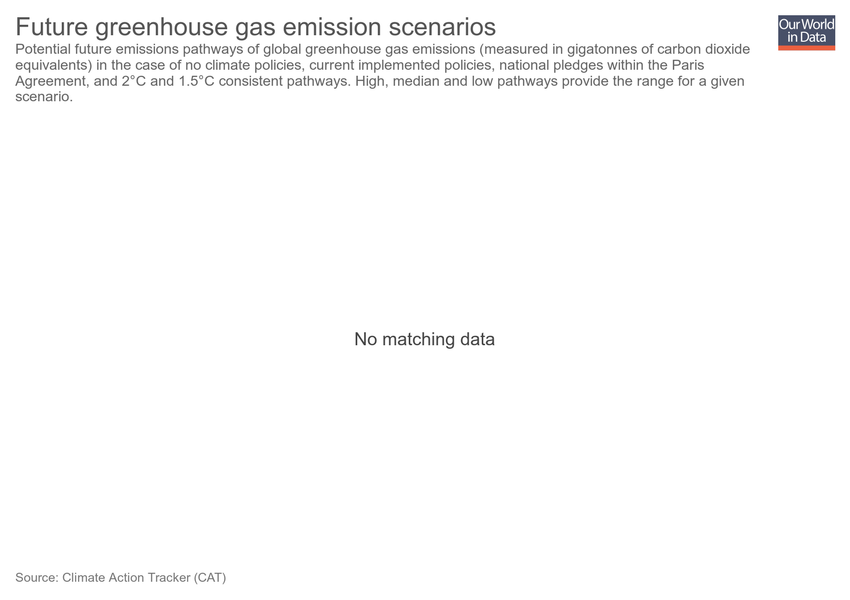 Future greenhouse gas emission scenarios
Our World
in Data
Potential future emissions pathways of global greenhouse gas emissions (measured in gigatonnes of carbon dioxide
equivalents) in the case of no climate policies, current implemented policies, national pledges within the Paris
Agreement, and 2°C and 1.5°C consistent pathways. High, median and low pathways provide the range for a given
scenario.
No matching data
Source: Climate Action Tracker (CAT)